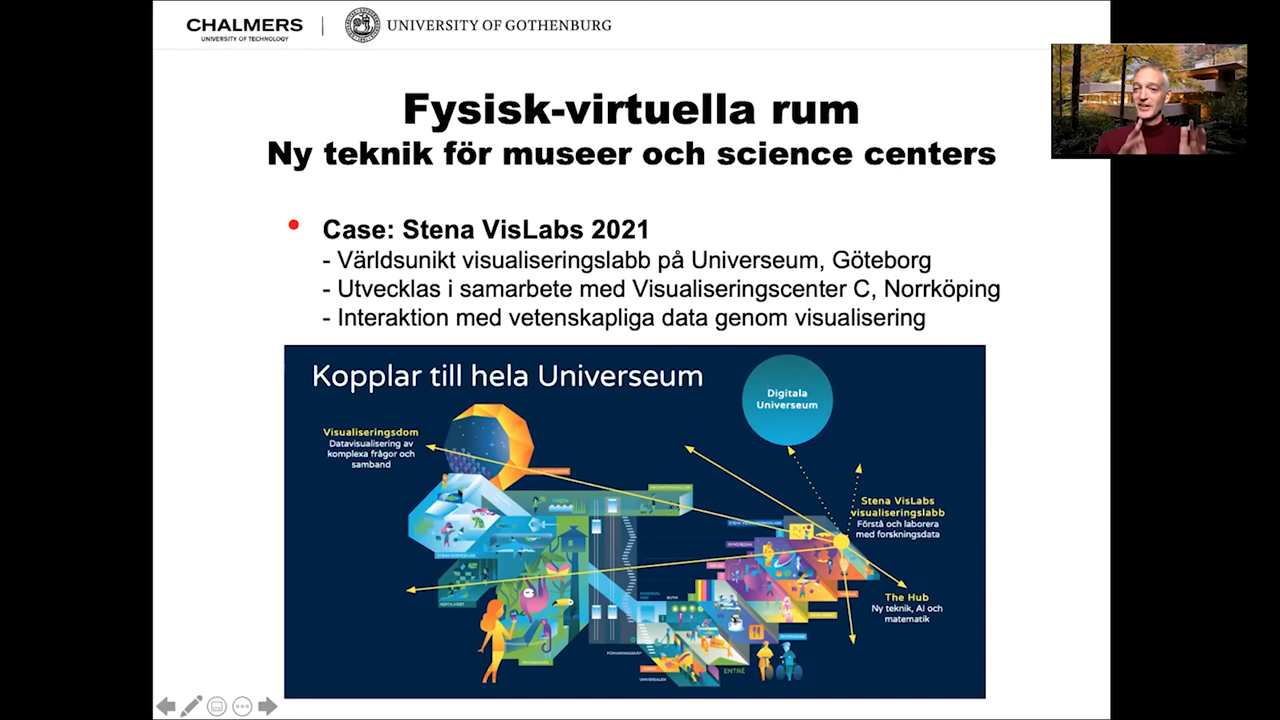 CHALMERS
UNIVERSITY OF TECHNOLOGY
UNIVERSITY OF GOTHENBURG
Fysisk-virtuella rum
Ny teknik för museer och science centers
Case: Stena VisLabs 2021
- Världsunikt visualiseringslabb på Universeum, Göteborg
- Utvecklas i samarbete med Visualiseringscenter C, Norrköping
- Interaktion med vetenskapliga data genom visualisering
Kopplar till hela Universeum
Digitala
Universeum
Visualiseringsdom
Datavisualisering av
komplexa frågor och
samband
Stena VisLabs
visualiseringslabb
Förstå och laborera
med forskningsdata
The Hub
Ny teknik, AI och
matematik
ENTRÉ